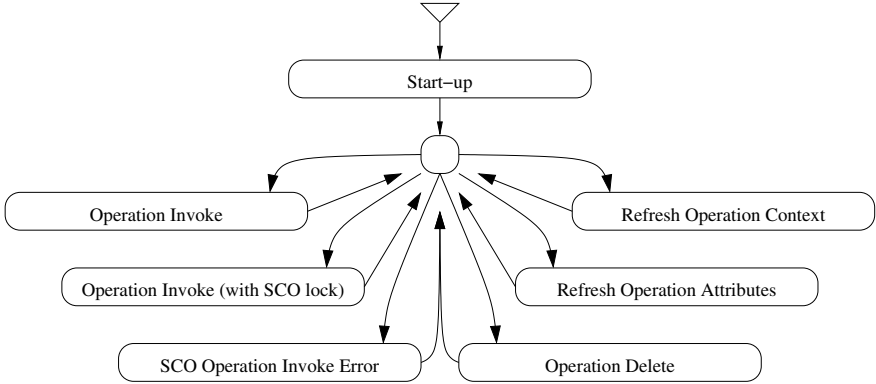 Start−up
Operation Invoke
Refresh Operation Context
Operation Invoke (with SCO lock)
Refresh Operation Attributes
SCO Operation Invoke Error
Operation Delete